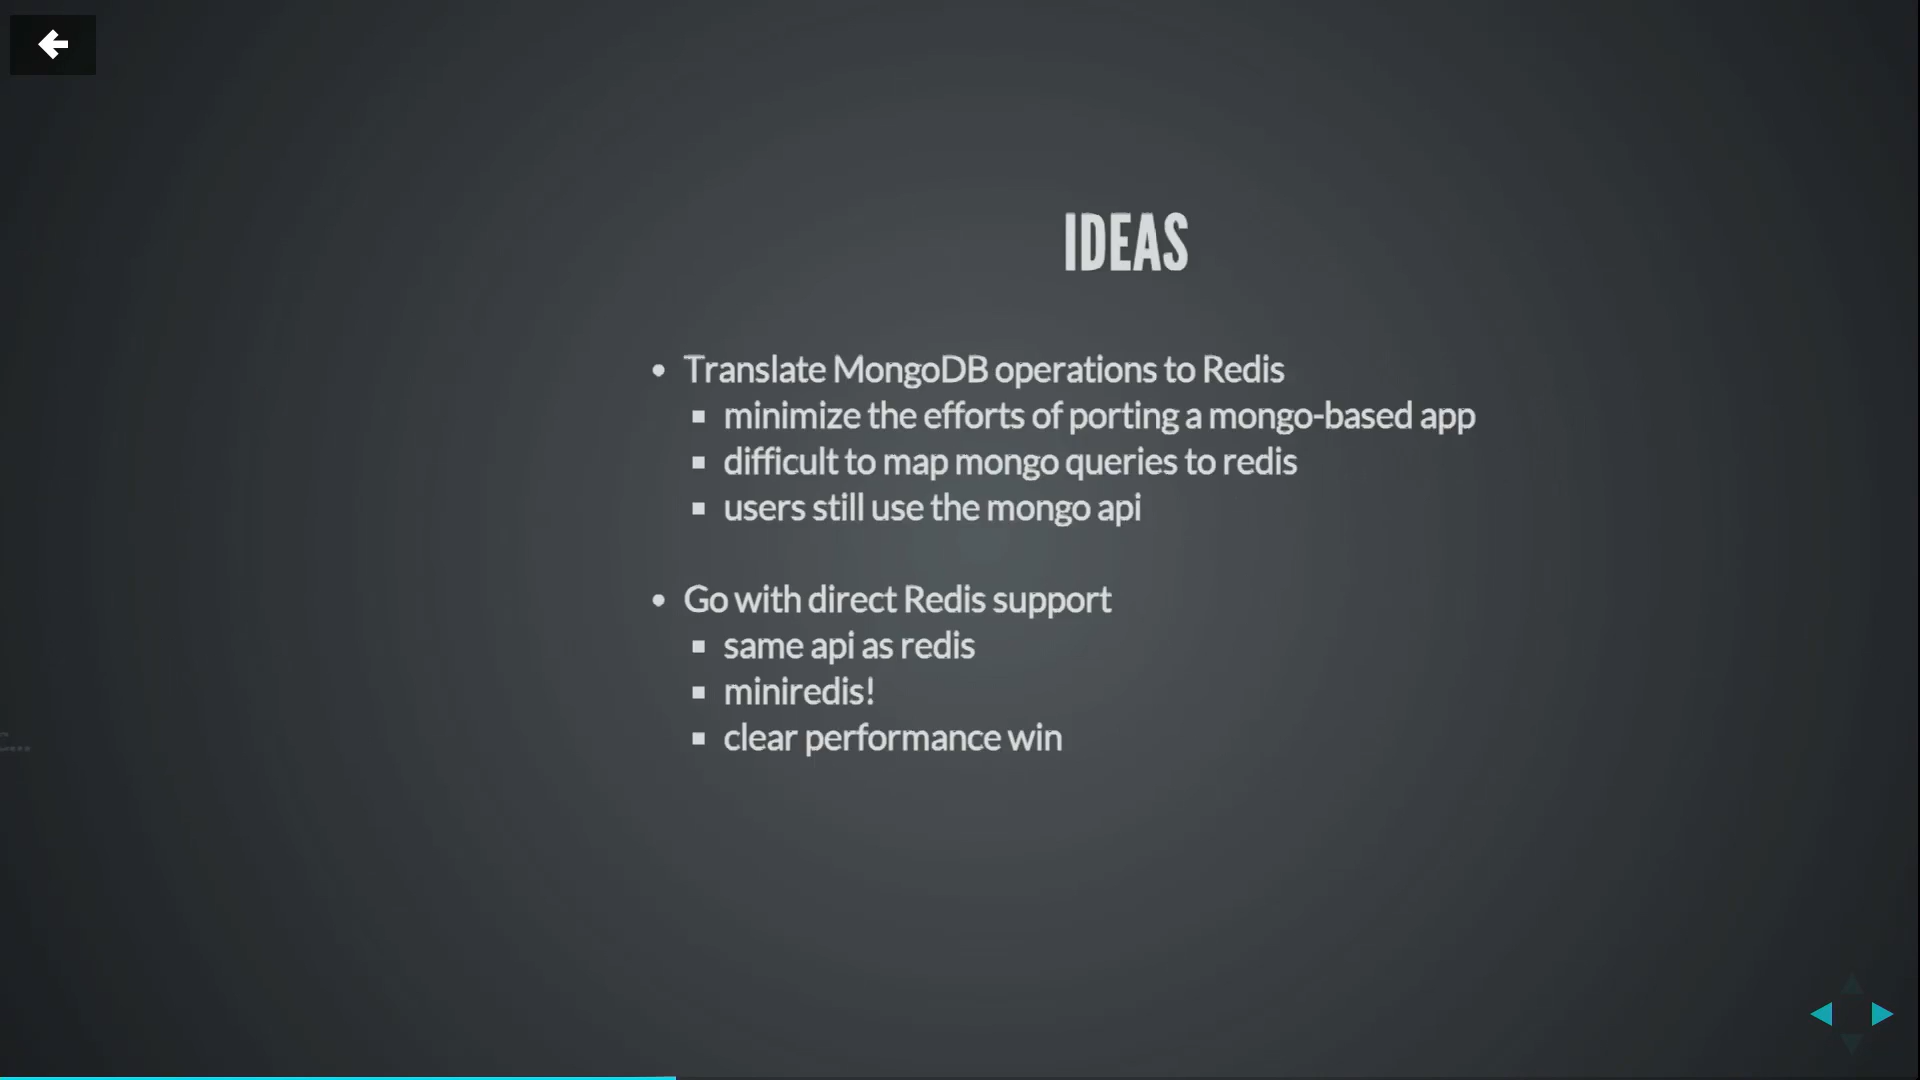 IDEAS
• Translate MongoDB operations to Redis
▪ minimize the efforts of porting a mongo-based app
▪ difficult to map mongo queries to redis
▪ users still use the mongo api
• Go with direct Redis support
▪ same api as redis
▪ miniredis!
▪ clear performance win